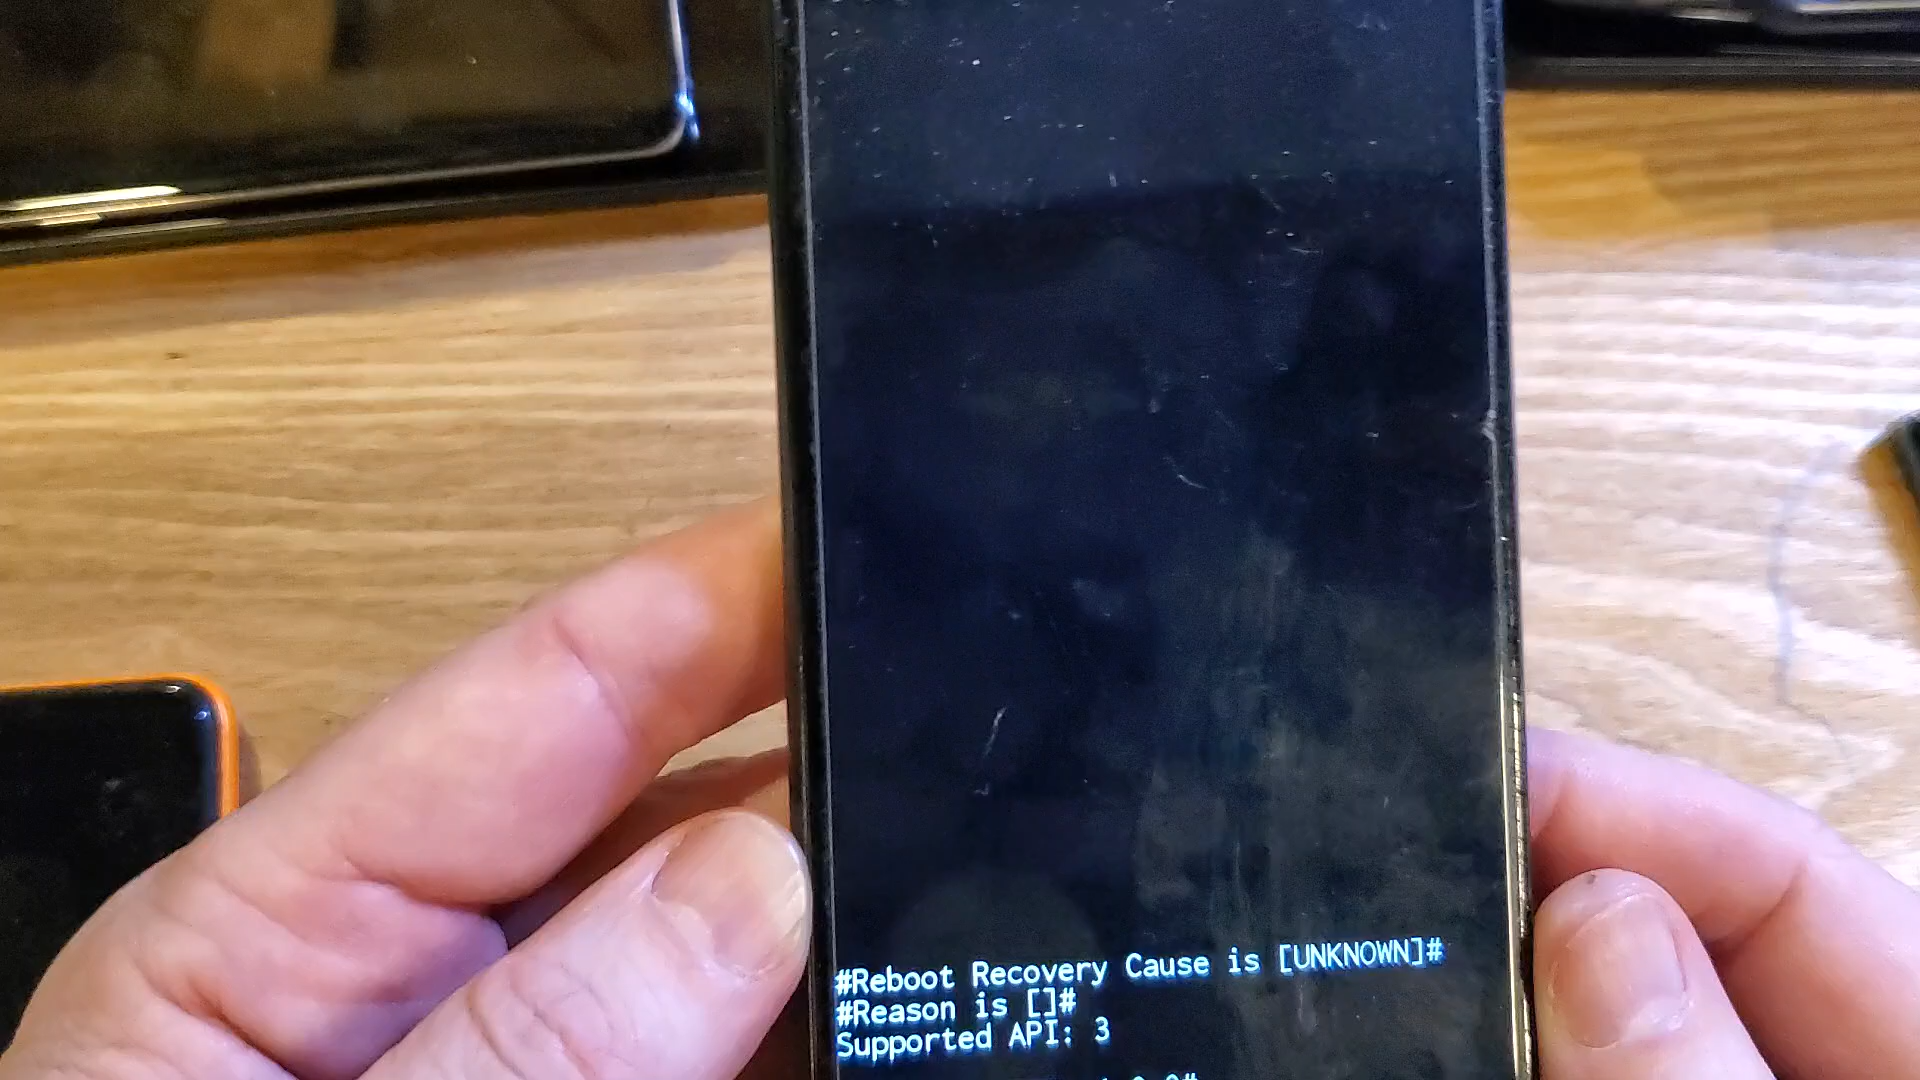 #Reboot Recovery Cause is [UNKNOWN]#
#Reason is []#
Supported API: 3